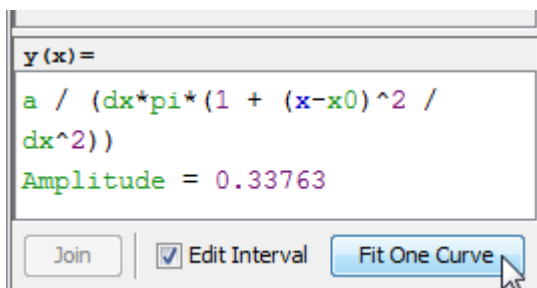 y(x)=
a / (dx*pi*(1 + (x-x0)^2 /
dx^2))
Amplitude = 0.33763
Join Edit Interval Fit One Curve